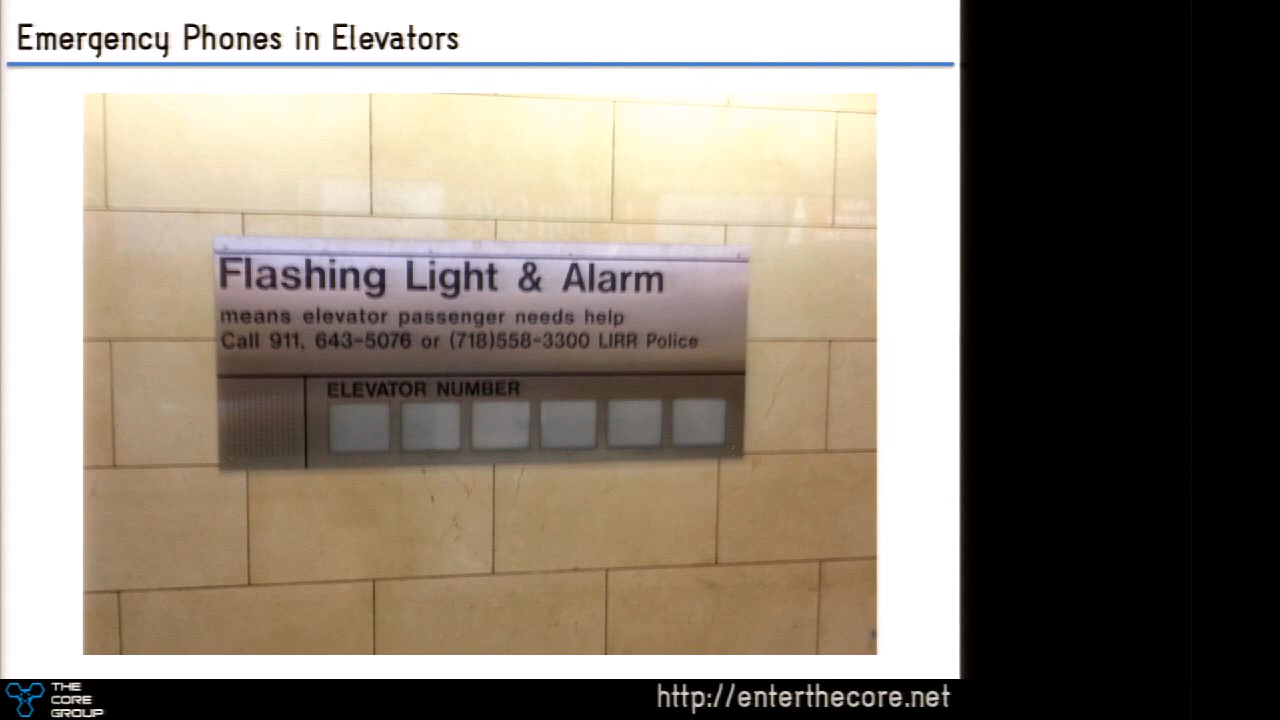 Emergency Phones in Elevators
Flashing Light & Alarm
means elevator passenger needs help
Call 911, 643-5076 or (718)558-3300 LIRR Police
ELEVATOR NUMBER
THE
CORE
GROUP
http://enterthecore.net